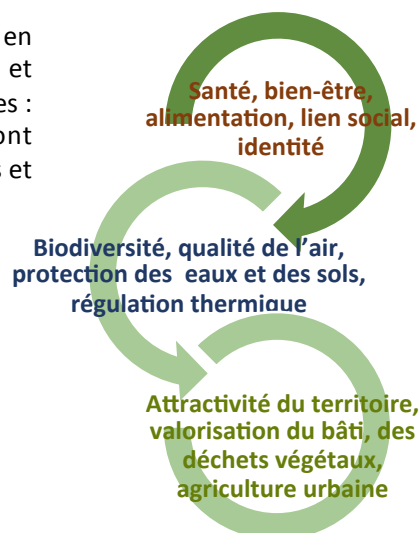 en
et
es :
ont
s et
Santé, bien-être,
alimentation, lien social,
identité
Biodiversité, qualité de l'air,
protection des eaux et des sols,
régulation thermique
Attractivité du territoire,
valorisation du bâti, des
déchets végétaux,
agriculture urbaine